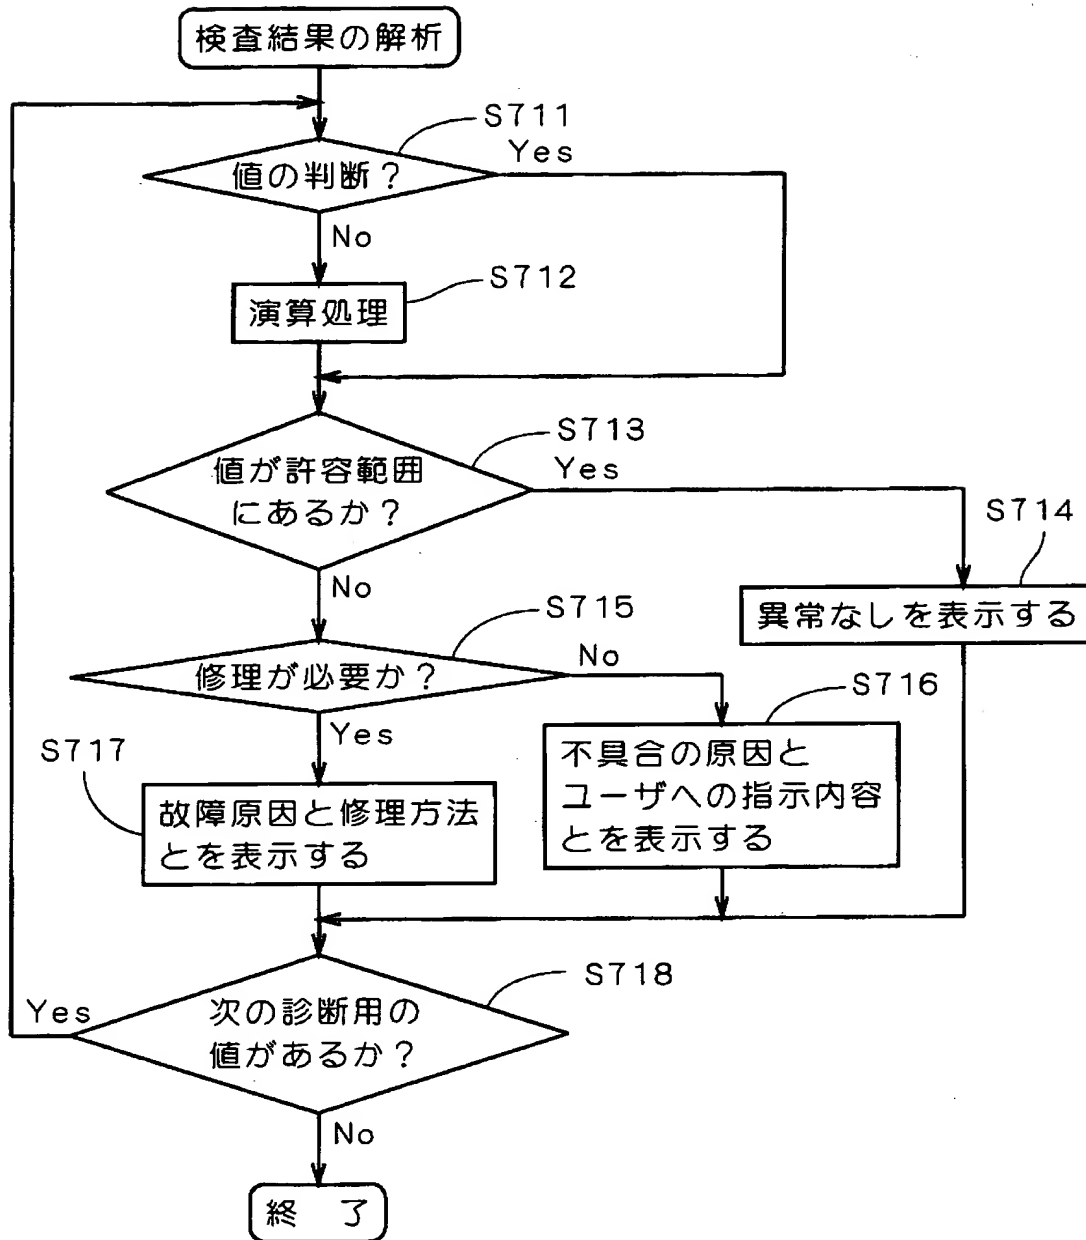 検査結果の解析
S711
値の判断？
Yes
No
S712
演算処理
S713
値が許容範囲
にあるか？
Yes
No
S714
異常なしを表示する
S715
修理が必要か？
No
Yes
S716
不具合の原因と
ユーザへの指示内容
とを表示する
S717
故障原因と修理方法
とを表示する
S718
次の診断用の
値があるか？
Yes
No
終　了